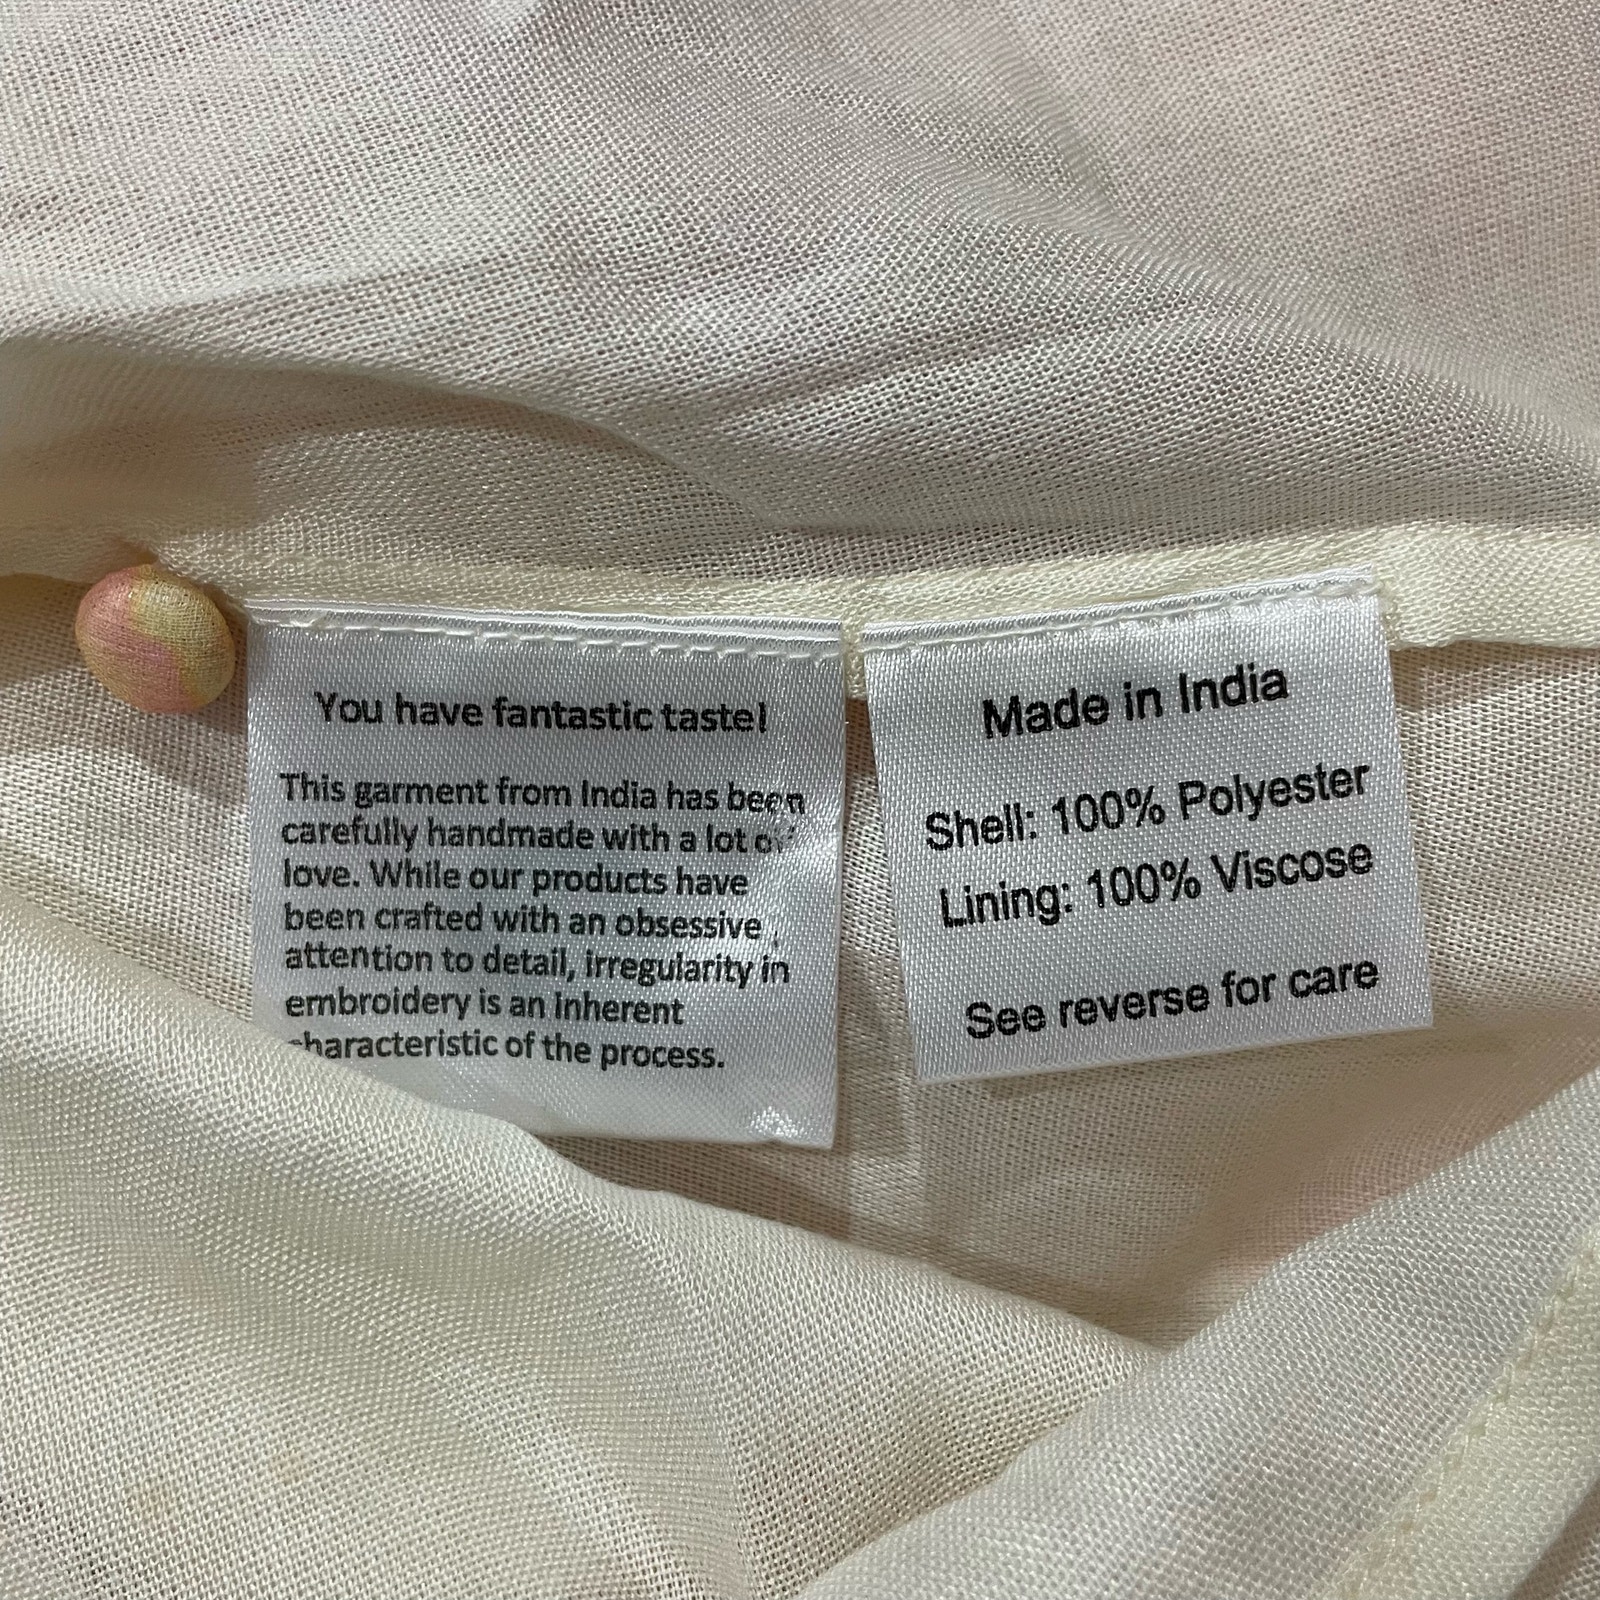 You have fantastic taste!
This garment from India has been
carefully handmade with a lot of
love. While our products have
been crafted with an obsessive
attention to detail, irregularity in
embroidery is an inherent
characteristic of the process.
Made in India
Shell: 100% Polyester
Lining: 100% Viscose
See reverse for care